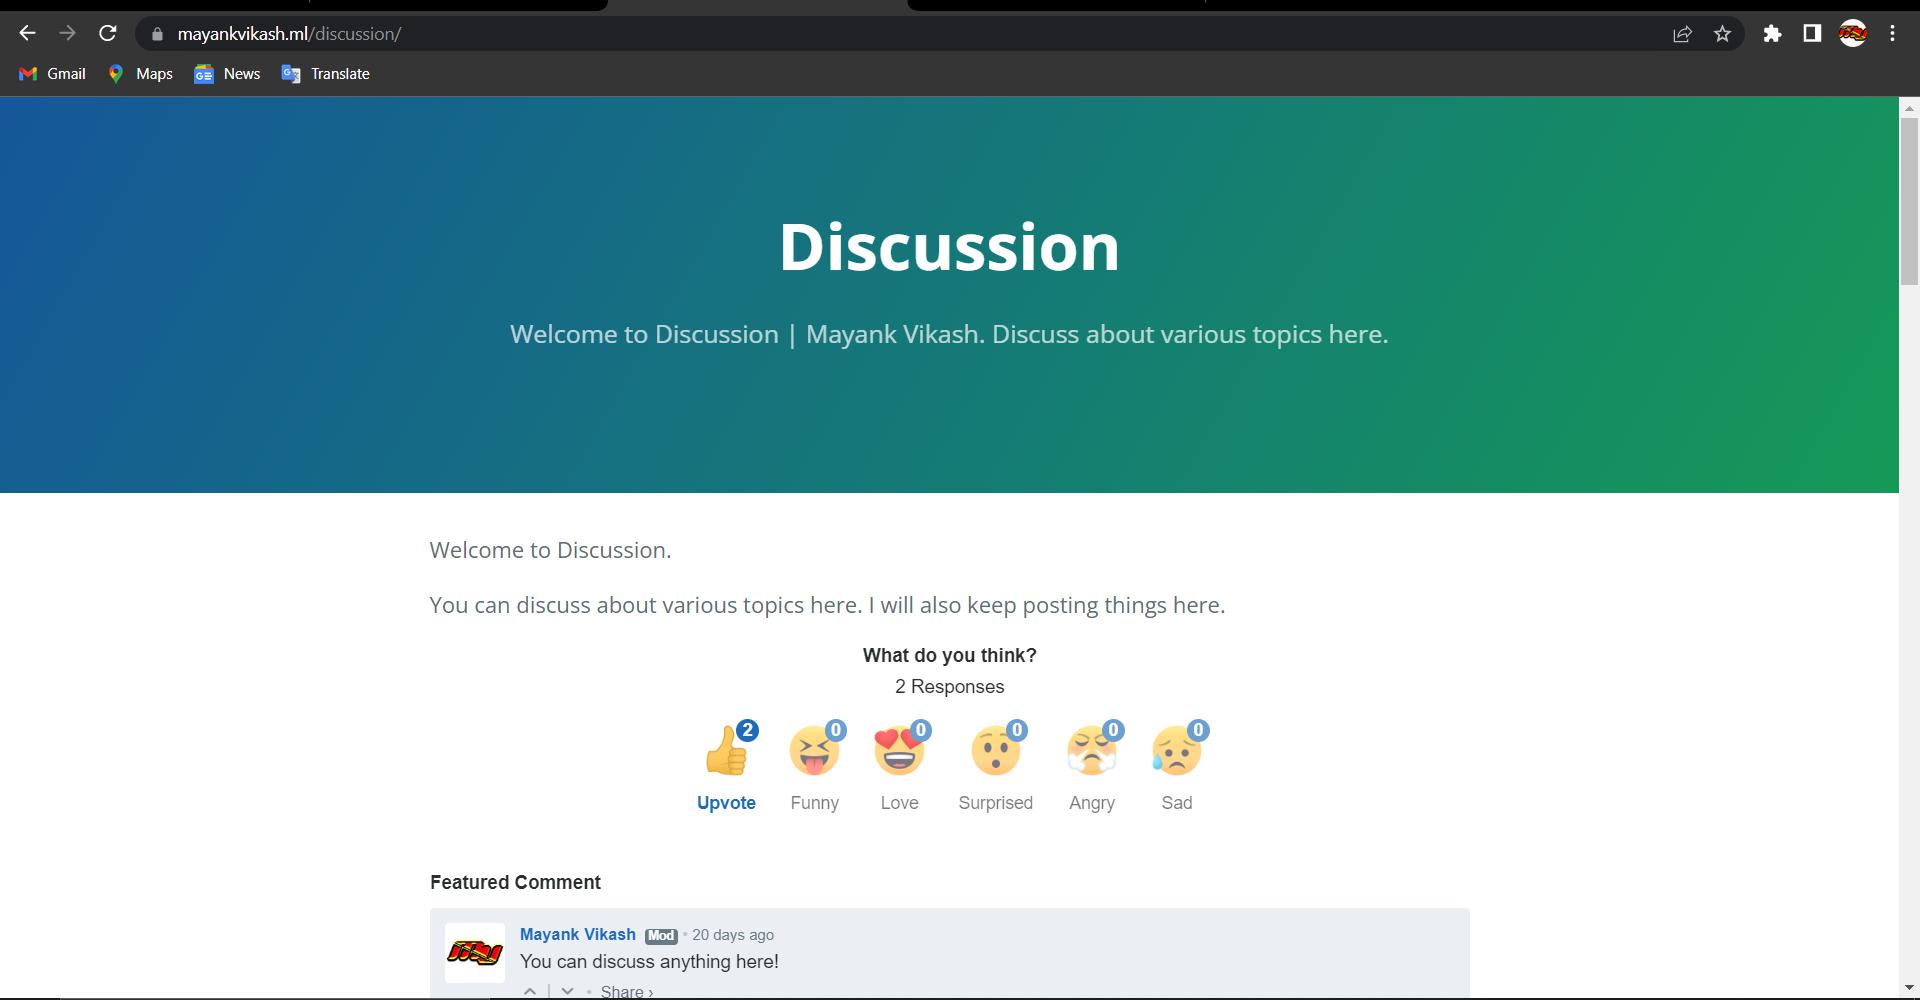 mayankvikash.ml/discussion/
Gmail Maps News Translate
Discussion
Welcome to Discussion | Mayank Vikash. Discuss about various topics here.
Welcome to Discussion.
You can discuss about various topics here. I will also keep posting things here.
What do you think?
2 Responses
2 0 0 0 0 0
Upvote Funny Love Surprised Angry Sad
Featured Comment
Mayank Vikash Mod • 20 days ago
You can discuss anything here!
Share ›